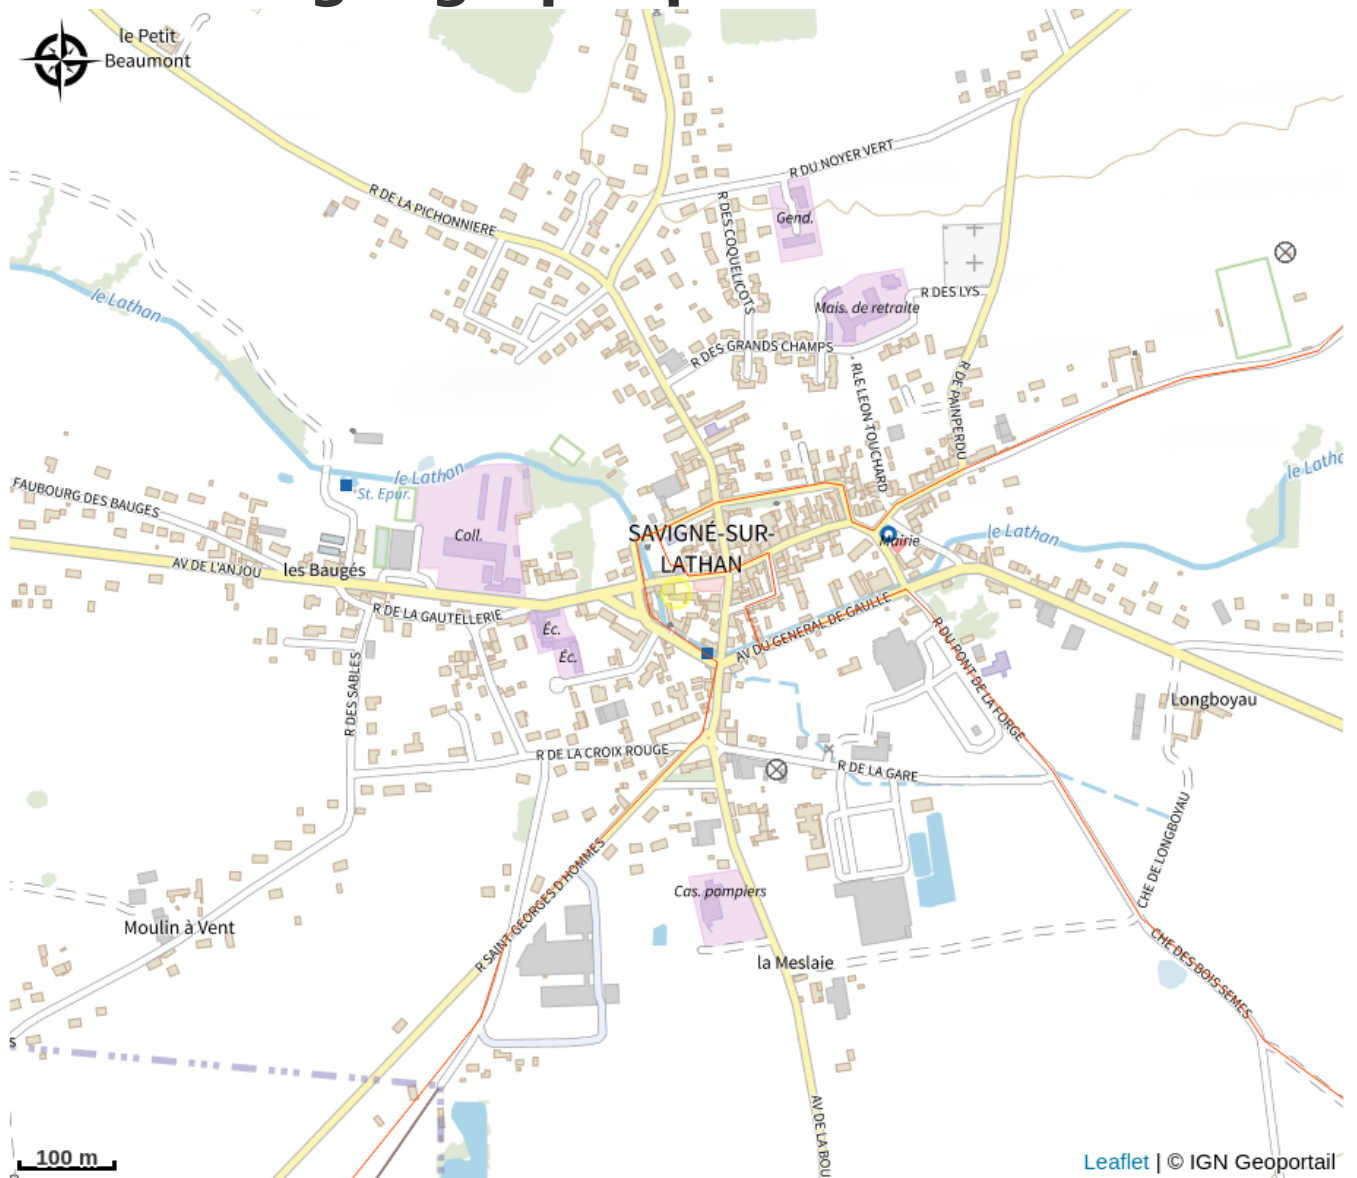 le Petit
Beaumont
R DE LA PICHONNIERE
R DU NOYER VERT
R DES COQUELICOTS
Gend.
Mais. de retraite
R DES LYS
R DES GRANDS CHAMPS
RLE LEON TOUCHARD
R DE PAINPERDU
le Lathan
le Lathan
St. Epur.
FAUBOURG DES BAUGES
Coll.
AV DE L'ANJOU
les Baugés
SAVIGNÉ-SUR-
LATHAN
Mairie
le Lathan
R DE LA GAUTELLERIE
Éc.
Éc.
AV DU GENERAL DE GAULLE
R DU PONT DE LA FORGE
R DES SABLES
Longboyau
R DE LA CROIX ROUGE
R DE LA GARE
CHE DE LONGBOYAU
R SAINT-GEORGES D'HOMMES
Cas. pompiers
Moulin à Vent
la Meslaie
CHE DES BOIS SEMES
AV DE LA BOU
100 m
Leaflet | © IGN Geoportail